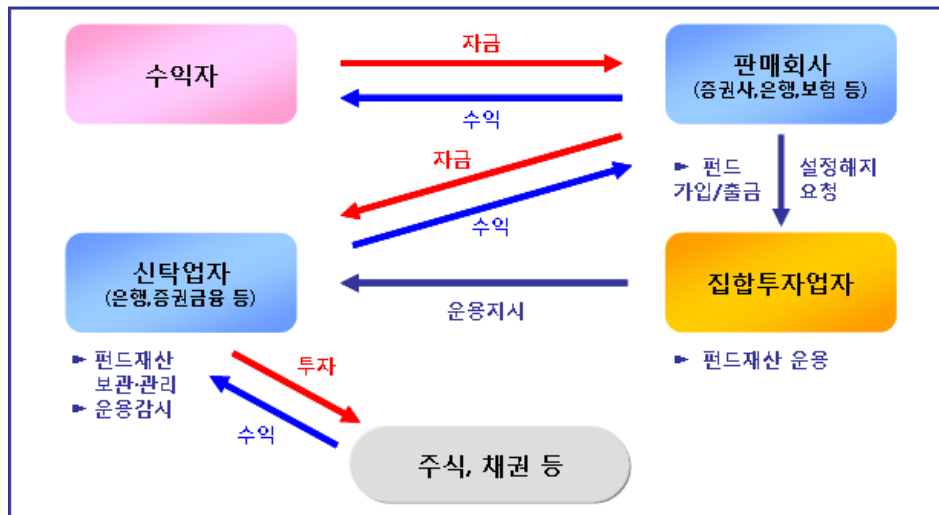 수익자
자금
수익
판매회사
(증권사,은행,보험 등)
자금
수익
► 펀드
가입/출금
설정해지
요청
신탁업자
(은행,증권금융 등)
운용지시
집합투자업자
► 펀드재산
보관·관리
► 운용감시
투자
수익
► 펀드재산 운용
주식, 채권 등